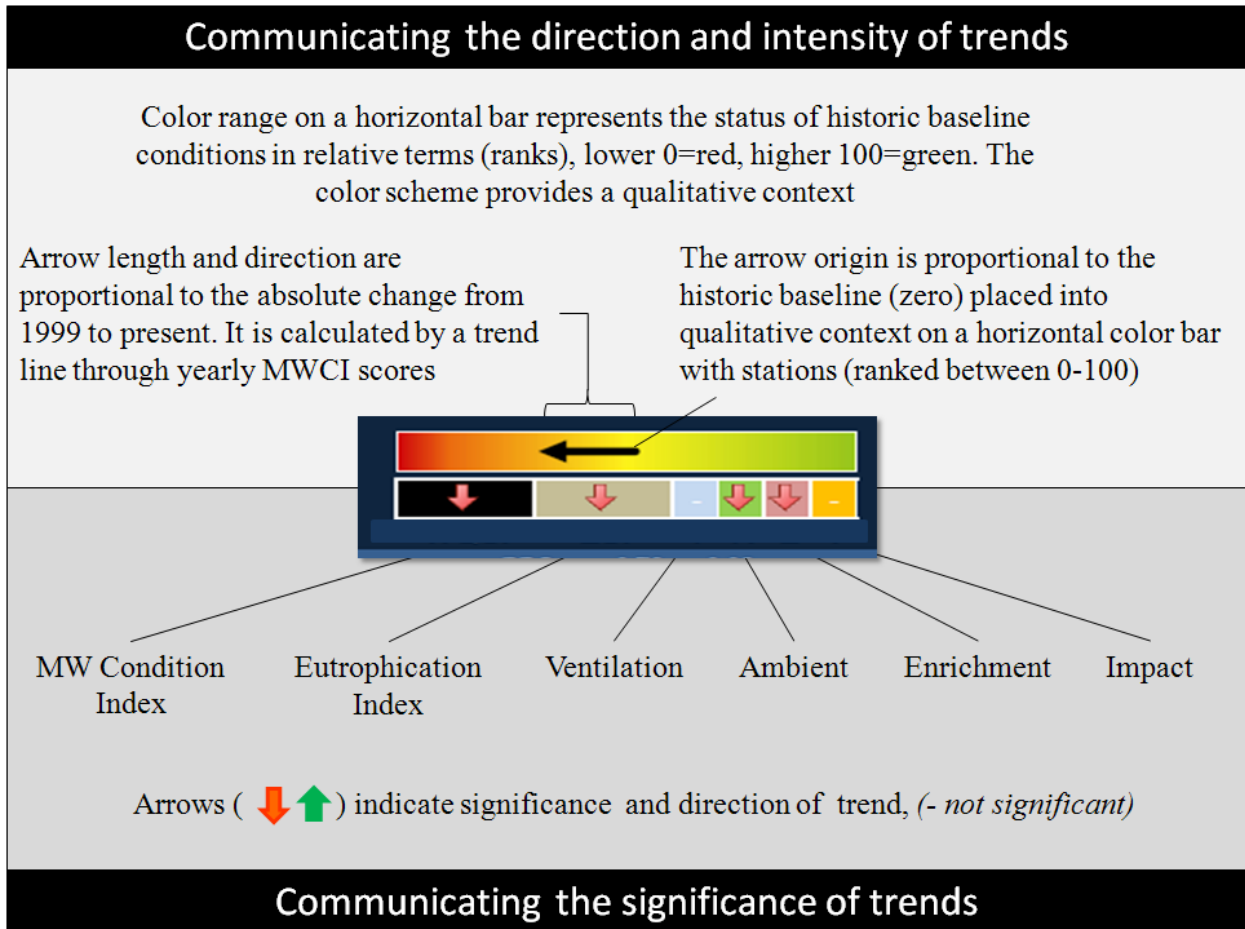 Communicating the direction and intensity of trends
Color range on a horizontal bar represents the status of historic baseline
conditions in relative terms (ranks), lower 0=red, higher 100=green. The
color scheme provides a qualitative context
Arrow length and direction are
proportional to the absolute change from
1999 to present. It is calculated by a trend
line through yearly MWCI scores
The arrow origin is proportional to the
historic baseline (zero) placed into
qualitative context on a horizontal color bar
with stations (ranked between 0-100)
- -
MW Condition
Index
Eutrophication
Index
Ventilation
Ambient
Enrichment
Impact
Arrows ( ) indicate significance and direction of trend, (- not significant)
Communicating the significance of trends